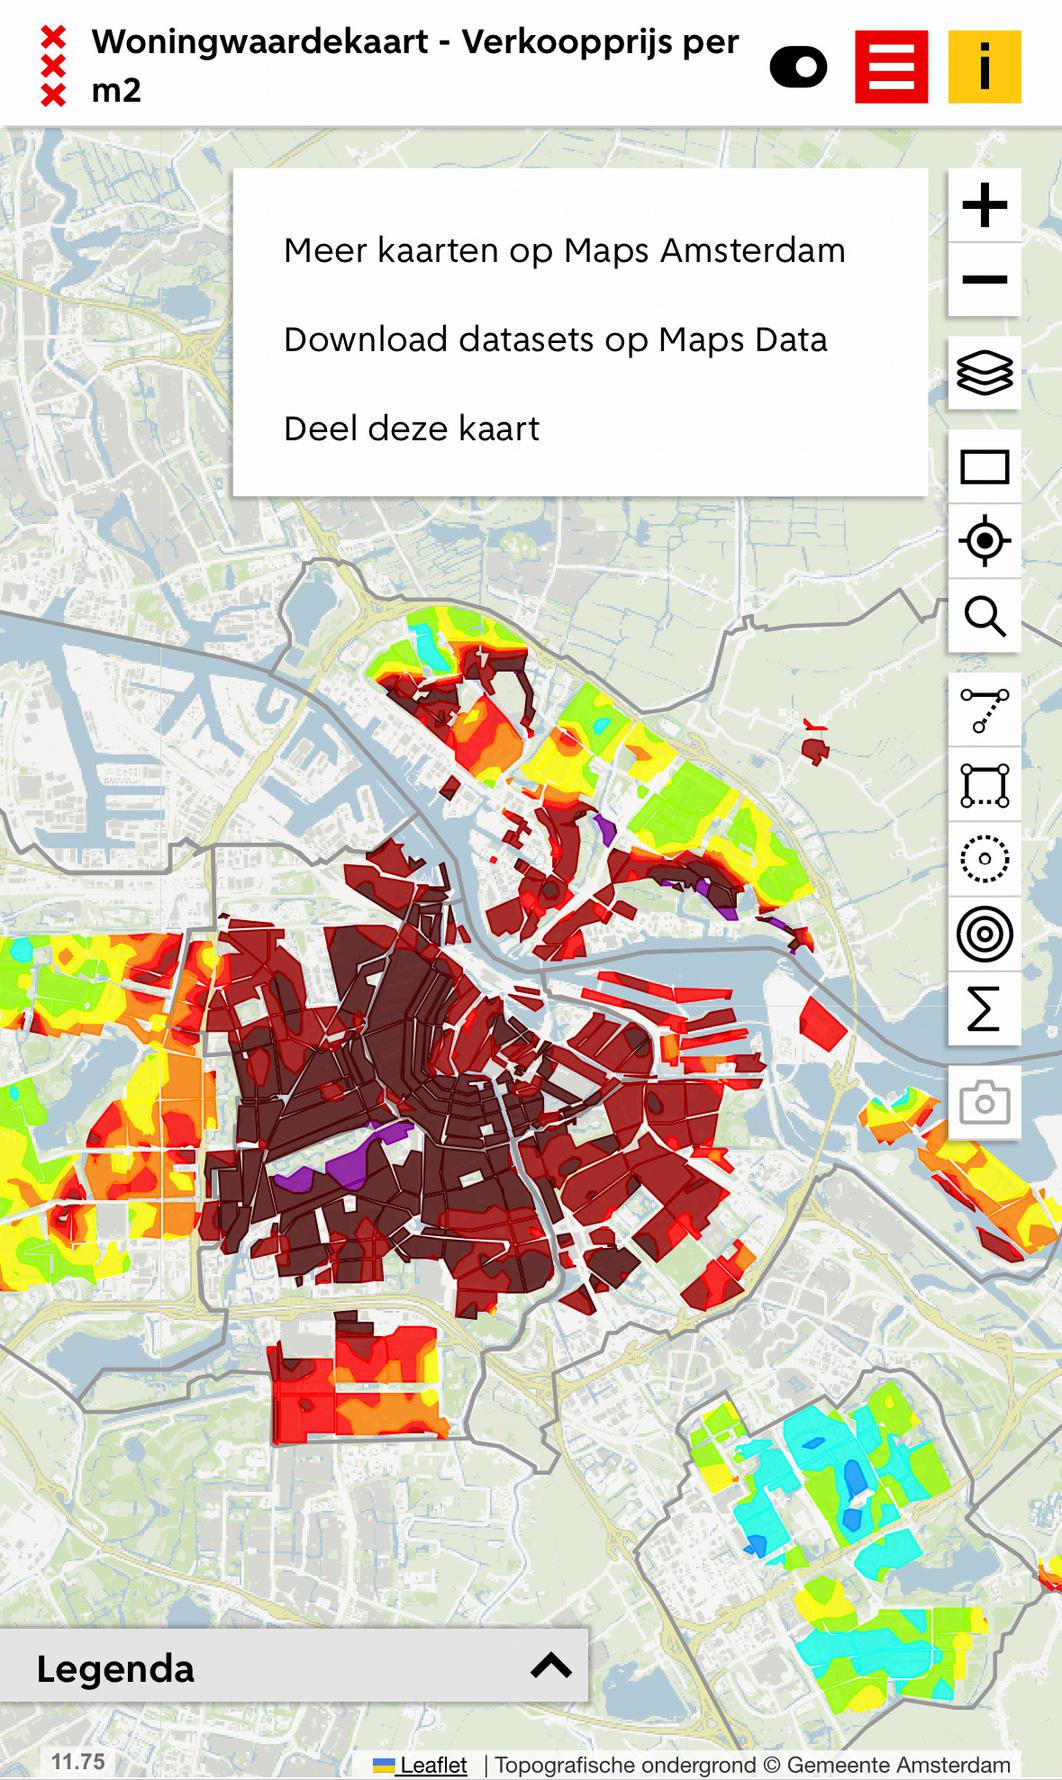 Woningwaardekaart - Verkoopprijs per
m2
i
Meer kaarten op Maps Amsterdam
Download datasets op Maps Data
Deel deze kaart
Legenda
11.75
Leaflet | Topografische ondergrond © Gemeente Amsterdam